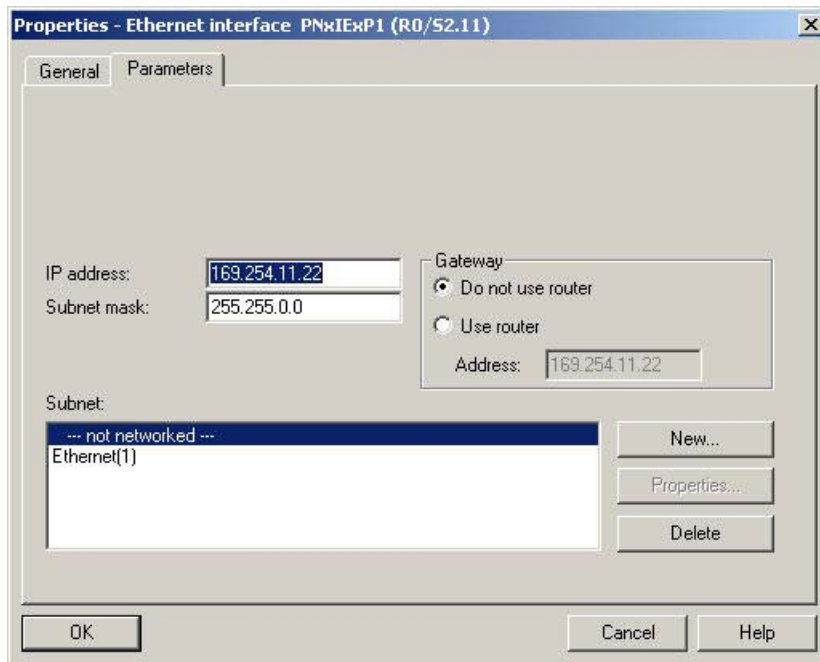 Properties - Ethernet interface PNxIExP1 (R0/S2.11)
General
Parameters
IP address:
169.254.11.22
Subnet mask:
255.255.0.0
Gateway
Do not use router
Use router
Address:
169.254.11.22
Subnet:
--- not networked ---
Ethernet(1)
New...
Properties...
Delete
OK
Cancel
Help